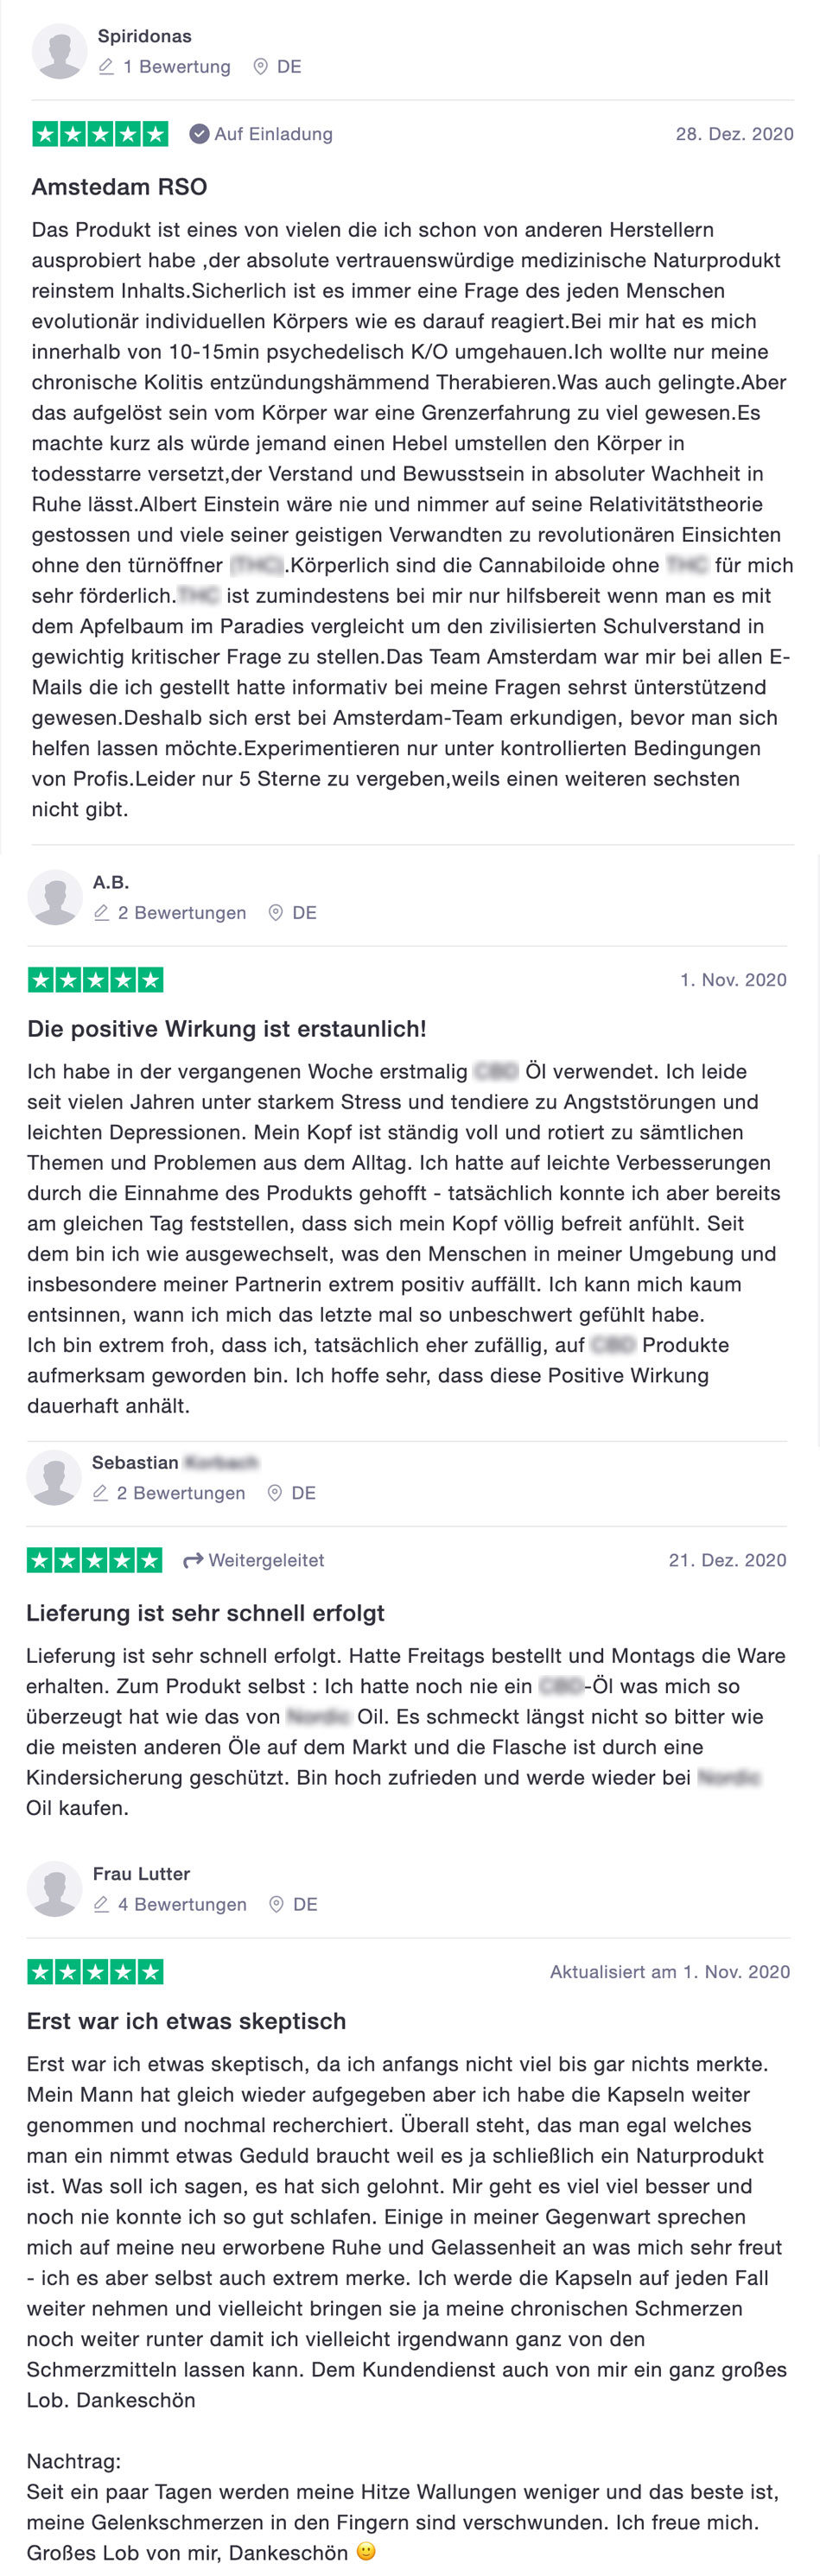 Spiridonas
1 Bewertung DE
Auf Einladung 28. Dez. 2020
Amstedam RSO
Das Produkt ist eines von vielen die ich schon von anderen Herstellern
ausprobiert habe ,der absolute vertrauenswürdige medizinische Naturprodukt
reinstem Inhalts.Sicherlich ist es immer eine Frage des jeden Menschen
evolutionär individuellen Körpers wie es darauf reagiert.Bei mir hat es mich
innerhalb von 10-15min psychedelisch K/O umgehauen.Ich wollte nur meine
chronische Kolitis entzündungshämmend Therabieren.Was auch gelingte.Aber
das aufgelöst sein vom Körper war eine Grenzerfahrung zu viel gewesen.Es
machte kurz als würde jemand einen Hebel umstellen den Körper in
todesstarre versetzt,der Verstand und Bewusstsein in absoluter Wachheit in
Ruhe lässt.Albert Einstein wäre nie und nimmer auf seine Relativitätstheorie
gestossen und viele seiner geistigen Verwandten zu revolutionären Einsichten
ohne den türnöffner .Körperlich sind die Cannabiloide ohne für mich
sehr förderlich. ist zumindestens bei mir nur hilfsbereit wenn man es mit
dem Apfelbaum im Paradies vergleicht um den zivilisierten Schulverstand in
gewichtig kritischer Frage zu stellen.Das Team Amsterdam war mir bei allen E-
Mails die ich gestellt hatte informativ bei meine Fragen sehrst ünterstützend
gewesen.Deshalb sich erst bei Amsterdam-Team erkundigen, bevor man sich
helfen lassen möchte.Experimentieren nur unter kontrollierten Bedingungen
von Profis.Leider nur 5 Sterne zu vergeben,weils einen weiteren sechsten
nicht gibt.
A.B.
2 Bewertungen DE
1. Nov. 2020
Die positive Wirkung ist erstaunlich!
Ich habe in der vergangenen Woche erstmalig Öl verwendet. Ich leide
seit vielen Jahren unter starkem Stress und tendiere zu Angststörungen und
leichten Depressionen. Mein Kopf ist ständig voll und rotiert zu sämtlichen
Themen und Problemen aus dem Alltag. Ich hatte auf leichte Verbesserungen
durch die Einnahme des Produkts gehofft - tatsächlich konnte ich aber bereits
am gleichen Tag feststellen, dass sich mein Kopf völlig befreit anfühlt. Seit
dem bin ich wie ausgewechselt, was den Menschen in meiner Umgebung und
insbesondere meiner Partnerin extrem positiv auffällt. Ich kann mich kaum
entsinnen, wann ich mich das letzte mal so unbeschwert gefühlt habe.
Ich bin extrem froh, dass ich, tatsächlich eher zufällig, auf Produkte
aufmerksam geworden bin. Ich hoffe sehr, dass diese Positive Wirkung
dauerhaft anhält.
Sebastian
2 Bewertungen DE
Weitergeleitet 21. Dez. 2020
Lieferung ist sehr schnell erfolgt
Lieferung ist sehr schnell erfolgt. Hatte Freitags bestellt und Montags die Ware
erhalten. Zum Produkt selbst : Ich hatte noch nie ein -Öl was mich so
überzeugt hat wie das von Oil. Es schmeckt längst nicht so bitter wie
die meisten anderen Öle auf dem Markt und die Flasche ist durch eine
Kindersicherung geschützt. Bin hoch zufrieden und werde wieder bei
Oil kaufen.
Frau Lutter
4 Bewertungen DE
Aktualisiert am 1. Nov. 2020
Erst war ich etwas skeptisch
Erst war ich etwas skeptisch, da ich anfangs nicht viel bis gar nichts merkte.
Mein Mann hat gleich wieder aufgegeben aber ich habe die Kapseln weiter
genommen und nochmal recherchiert. Überall steht, das man egal welches
man ein nimmt etwas Geduld braucht weil es ja schließlich ein Naturprodukt
ist. Was soll ich sagen, es hat sich gelohnt. Mir geht es viel viel besser und
noch nie konnte ich so gut schlafen. Einige in meiner Gegenwart sprechen
mich auf meine neu erworbene Ruhe und Gelassenheit an was mich sehr freut
- ich es aber selbst auch extrem merke. Ich werde die Kapseln auf jeden Fall
weiter nehmen und vielleicht bringen sie ja meine chronischen Schmerzen
noch weiter runter damit ich vielleicht irgendwann ganz von den
Schmerzmitteln lassen kann. Dem Kundendienst auch von mir ein ganz großes
Lob. Dankeschön
Nachtrag:
Seit ein paar Tagen werden meine Hitze Wallungen weniger und das beste ist,
meine Gelenkschmerzen in den Fingern sind verschwunden. Ich freue mich.
Großes Lob von mir, Dankeschön 🙂